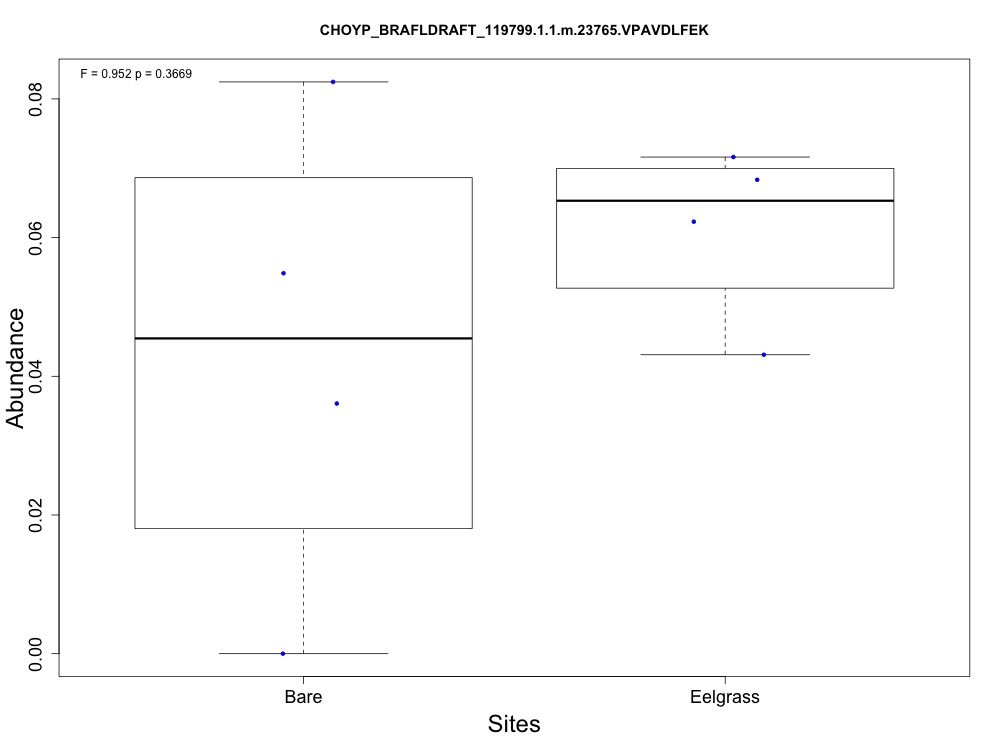 CHOYP_BRAFLDRAFT_119799.1.1.m.23765.VPAVDLFEK
F = 0.952 p = 0.3669
0.08
0.06
0.04
0.02
0.00
Abundance
Bare
Eelgrass
Sites